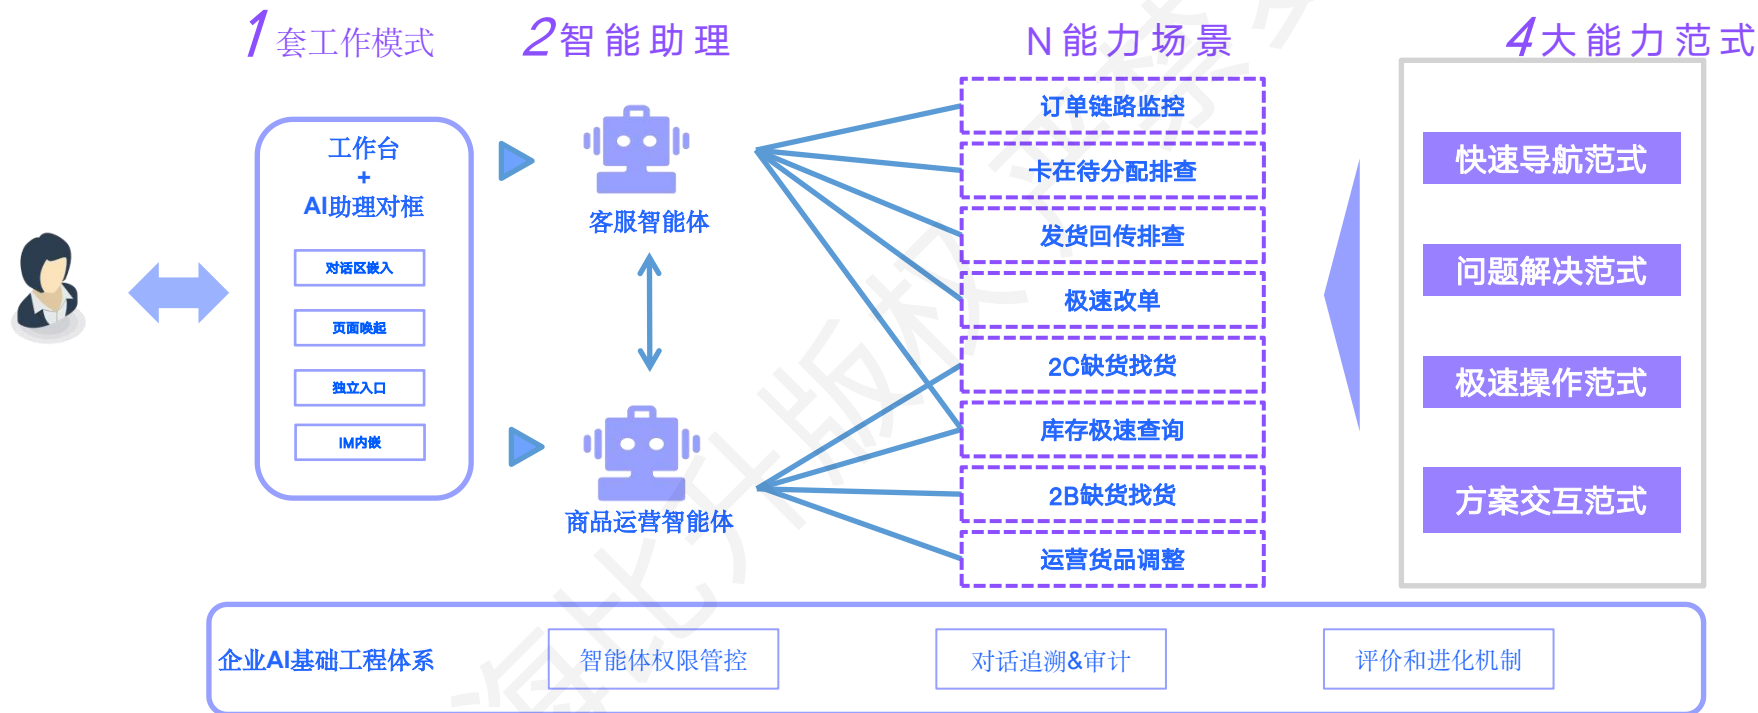 1套工作模式
2智能助理
N能力场景
4大能力范式
工作台
+
AI助理对框
对话区嵌入
页面唤起
独立入口
IM内嵌
客服智能体
商品运营智能体
订单链路监控
卡在待分配排查
发货回传排查
极速改单
2C缺货找货
库存极速查询
2B缺货找货
运营货品调整
快速导航范式
问题解决范式
极速操作范式
方案交互范式
企业AI基础工程体系
智能体权限管控
对话追溯&审计
评价和进化机制
海比升版权